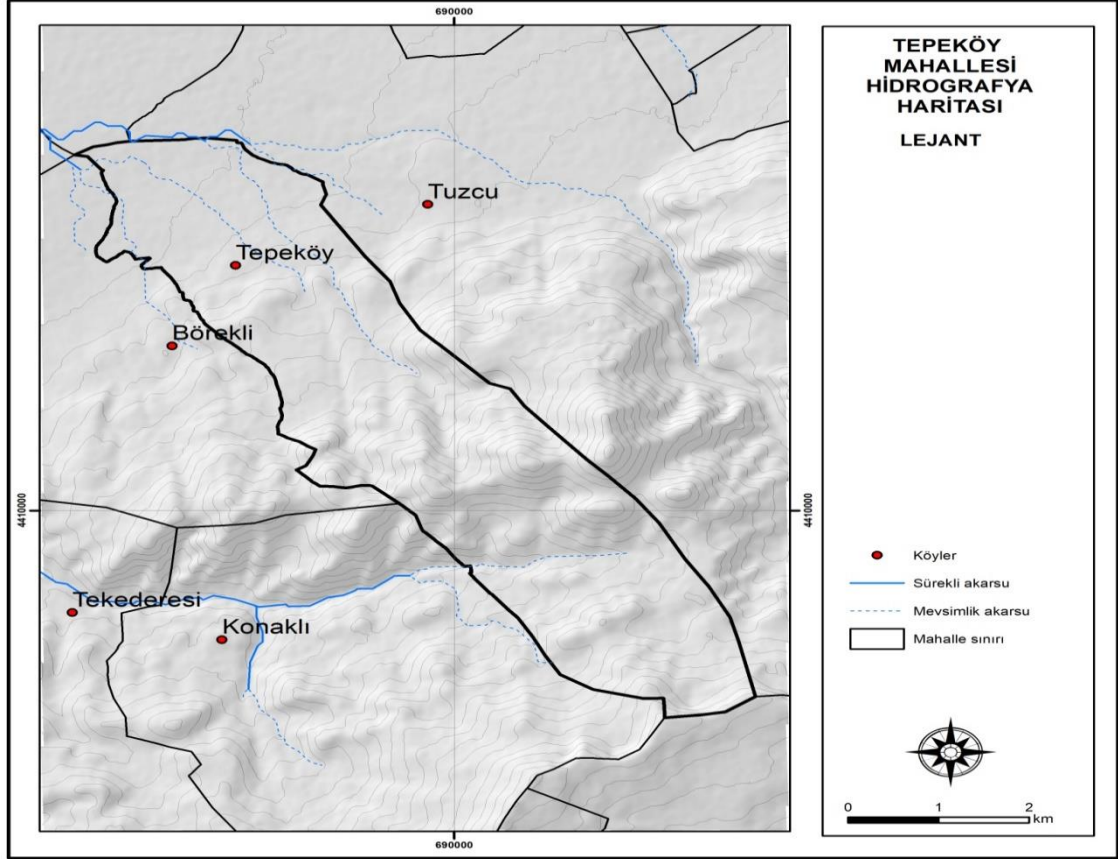 690000
TEPEKÖY
MAHALLESİ
HİDROGRAFYA
HARİTASI
LEJANT
Tuzcu
Tepeköy
Börekli
4410000
4410000
Köyler
Sürekli akarsu
Tekederesi
Mevsimlik akarsu
Konaklı
Mahalle sınırı
0 1 2
km
690000